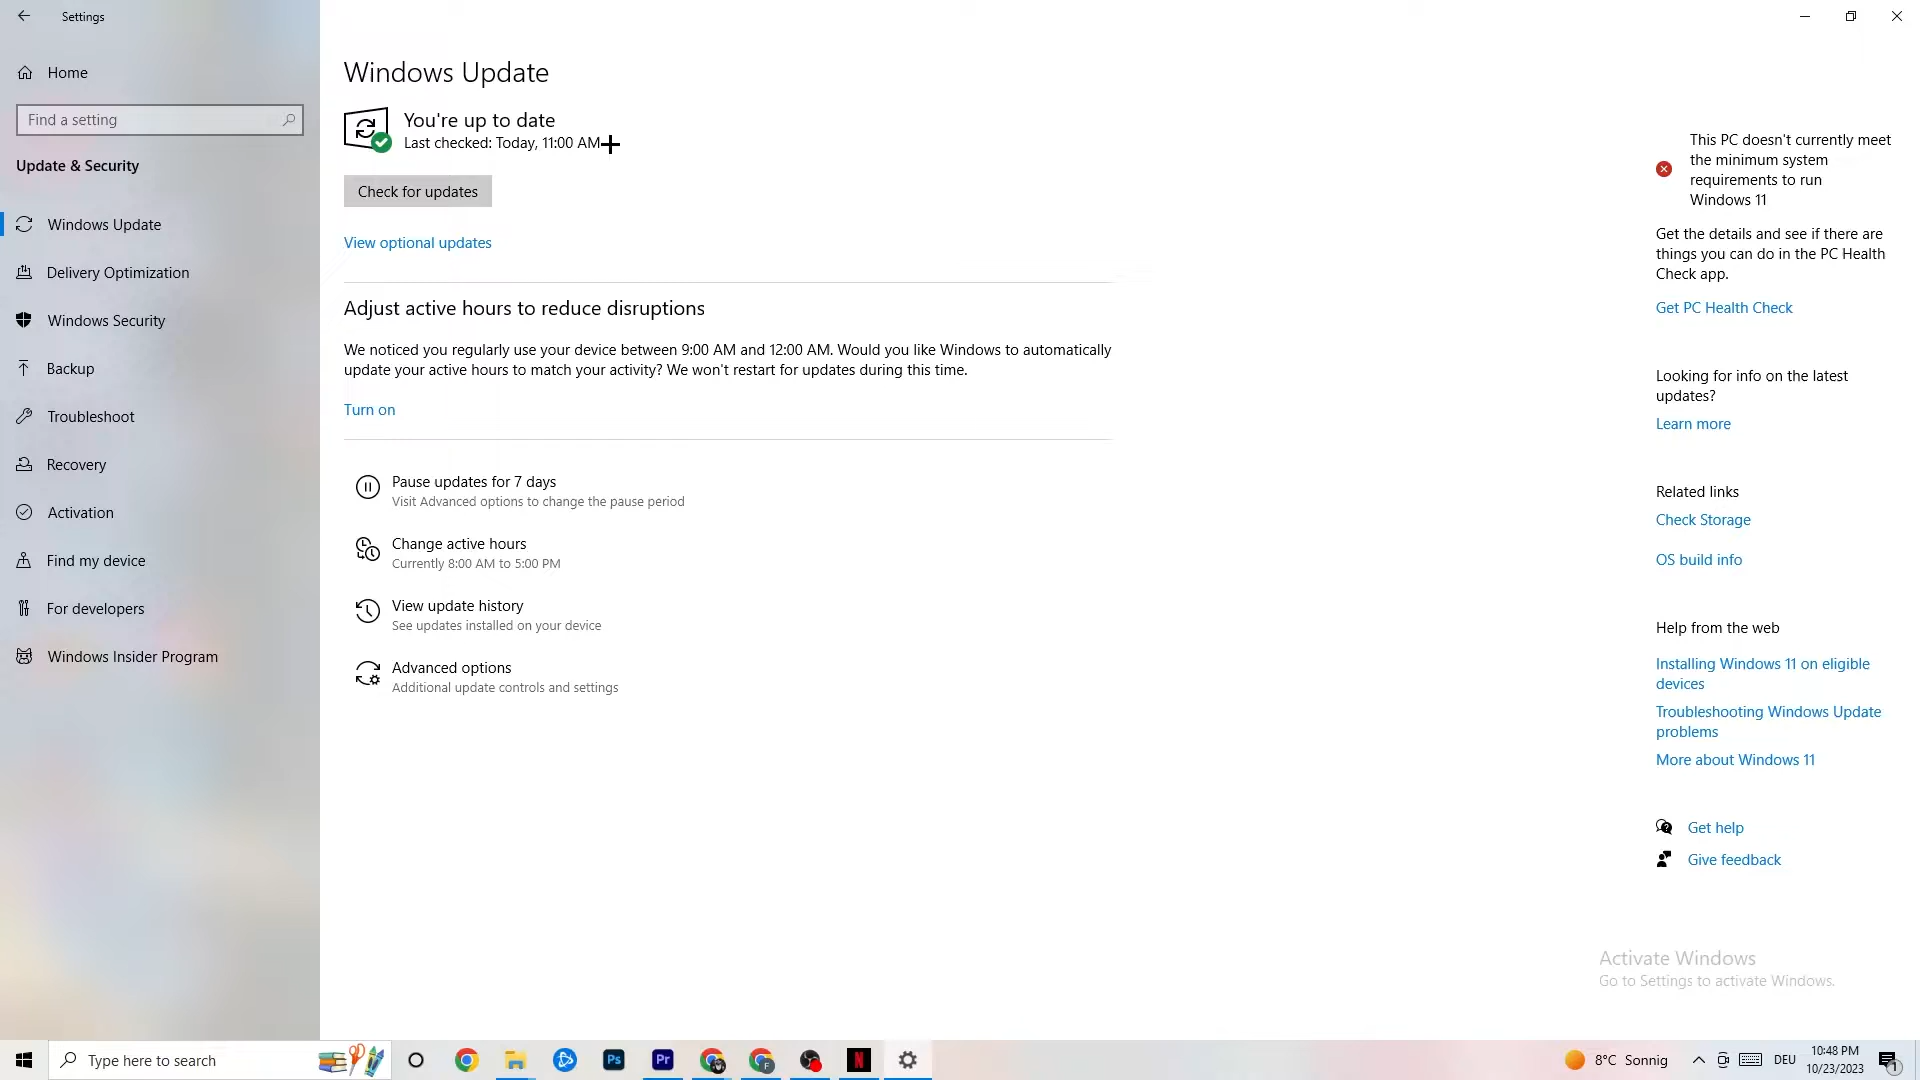 Settings
Home
Find a setting
Update & Security
Windows Update
Delivery Optimization
Windows Security
Backup
Troubleshoot
Recovery
Activation
Find my device
For developers
Windows Insider Program
Windows Update
You're up to date
Last checked: Today, 11:00 AM
Check for updates
View optional updates
Adjust active hours to reduce disruptions
We noticed you regularly use your device between 9:00 AM and 12:00 AM. Would you like Windows to automatically
update your active hours to match your activity? We won't restart for updates during this time.
Turn on
Pause updates for 7 days
Visit Advanced options to change the pause period
Change active hours
Currently 8:00 AM to 5:00 PM
View update history
See updates installed on your device
Advanced options
Additional update controls and settings
This PC doesn't currently meet
the minimum system
requirements to run
Windows 11
Get the details and see if there are
things you can do in the PC Health
Check app.
Get PC Health Check
Looking for info on the latest
updates?
Learn more
Related links
Check Storage
OS build info
Help from the web
Installing Windows 11 on eligible
devices
Troubleshooting Windows Update
problems
More about Windows 11
Get help
Give feedback
Activate Windows
Go to Settings to activate Windows.
Type here to search
Ps
Pr
F
N
8°C Sonnig
DEU
10:48 PM
10/23/2023
1